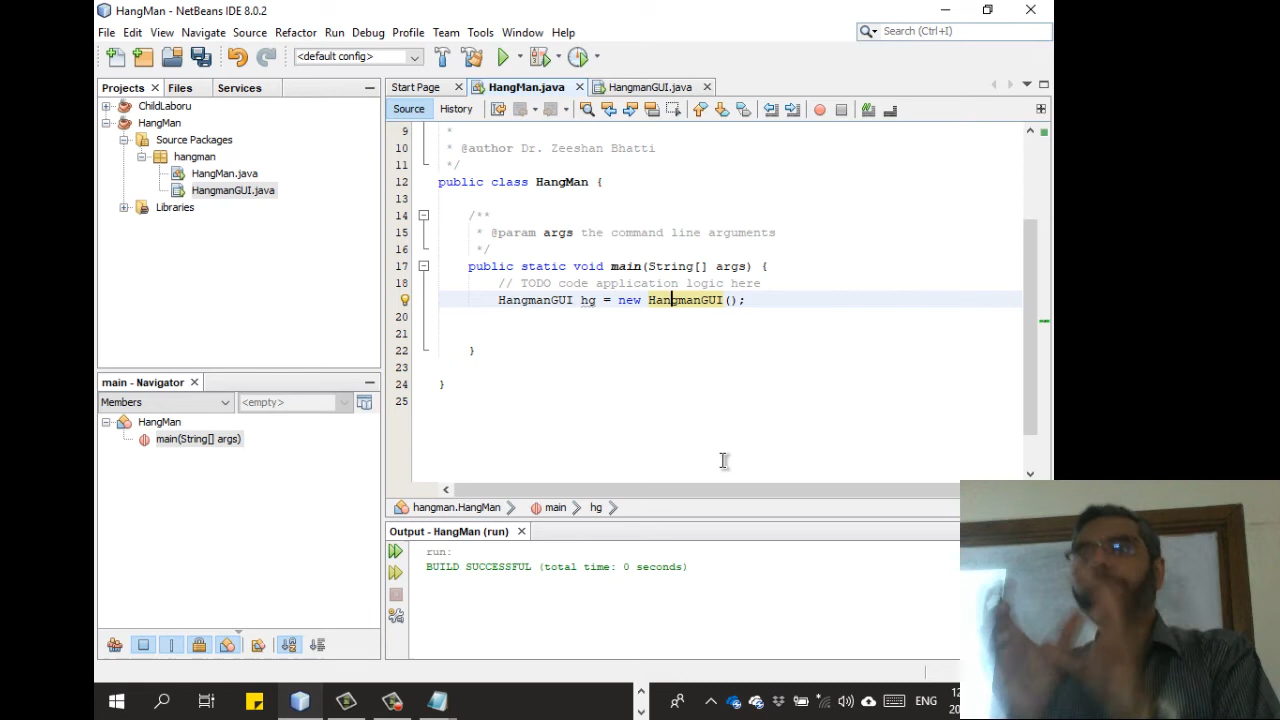 HangMan - NetBeans IDE 8.0.2
File Edit View Navigate Source Refactor Run Debug Profile Team Tools Window Help
Search (Ctrl+I)
<default config>
Projects Files Services
Start Page HangMan.java HangmanGUI.java
Source History
ChildLaboru
HangMan
Source Packages
hangman
HangMan.java
HangmanGUI.java
Libraries
9 *
10 * @author Dr. Zeeshan Bhatti
11 */
12 public class HangMan {
13
14 /**
15 * @param args the command line arguments
16 */
17 public static void main(String[] args) {
18 // TODO code application logic here
HangmanGUI hg = new HangmanGUI();
20
21
22 }
23
24 }
25
main - Navigator
Members <empty>
HangMan
main(String[] args)
hangman.HangMan main hg
Output - HangMan (run)
run:
BUILD SUCCESSFUL (total time: 0 seconds)
ENG